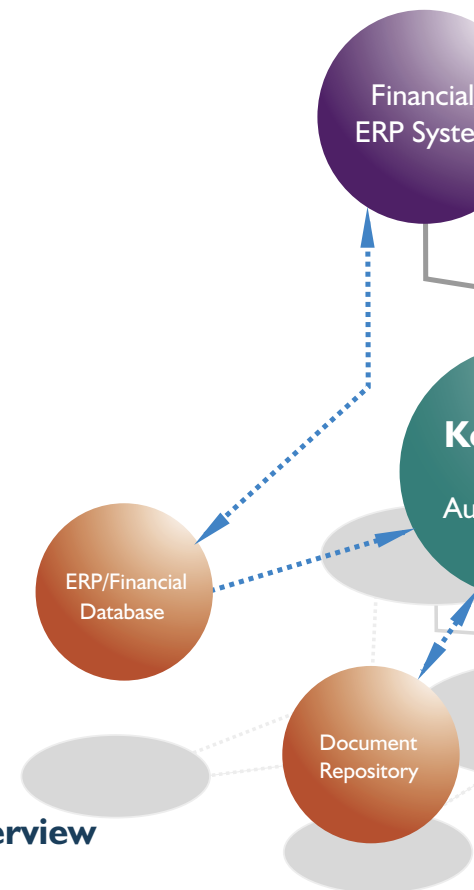 Financial
ERP Syste
Ke
Au
ERP/Financial
Database
Document
Repository
erview